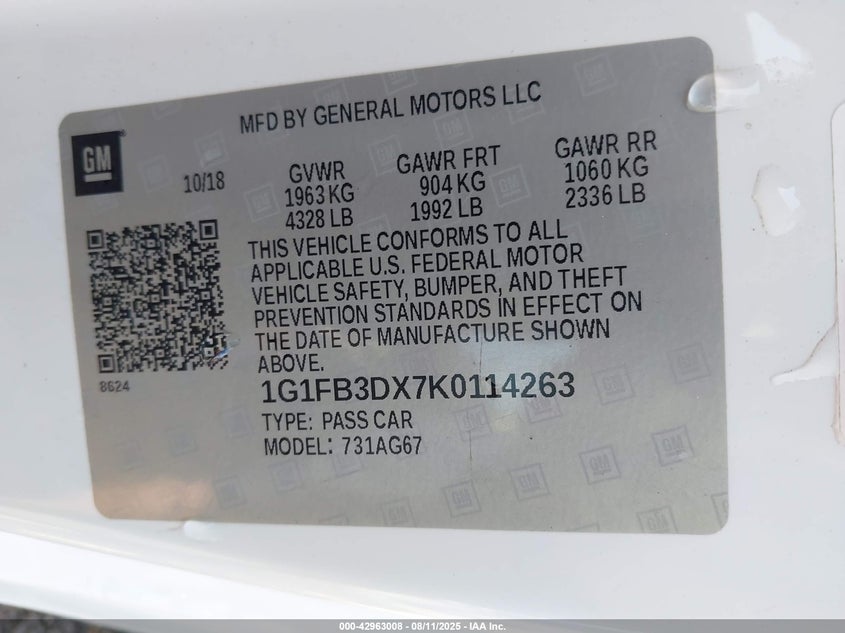 MFD BY GENERAL MOTORS LLC
GM
10/18
GVWR
1963 KG
4328 LB
GAWR FRT
904 KG
1992 LB
GAWR RR
1060 KG
2336 LB
THIS VEHICLE CONFORMS TO ALL
APPLICABLE U.S. FEDERAL MOTOR
VEHICLE SAFETY, BUMPER, AND THEFT
PREVENTION STANDARDS IN EFFECT ON
THE DATE OF MANUFACTURE SHOWN
ABOVE.
8624
1G1FB3DX7K0114263
TYPE: PASS CAR
MODEL: 731AG67
000-42963008 - 08/11/2025 - IAA Inc.